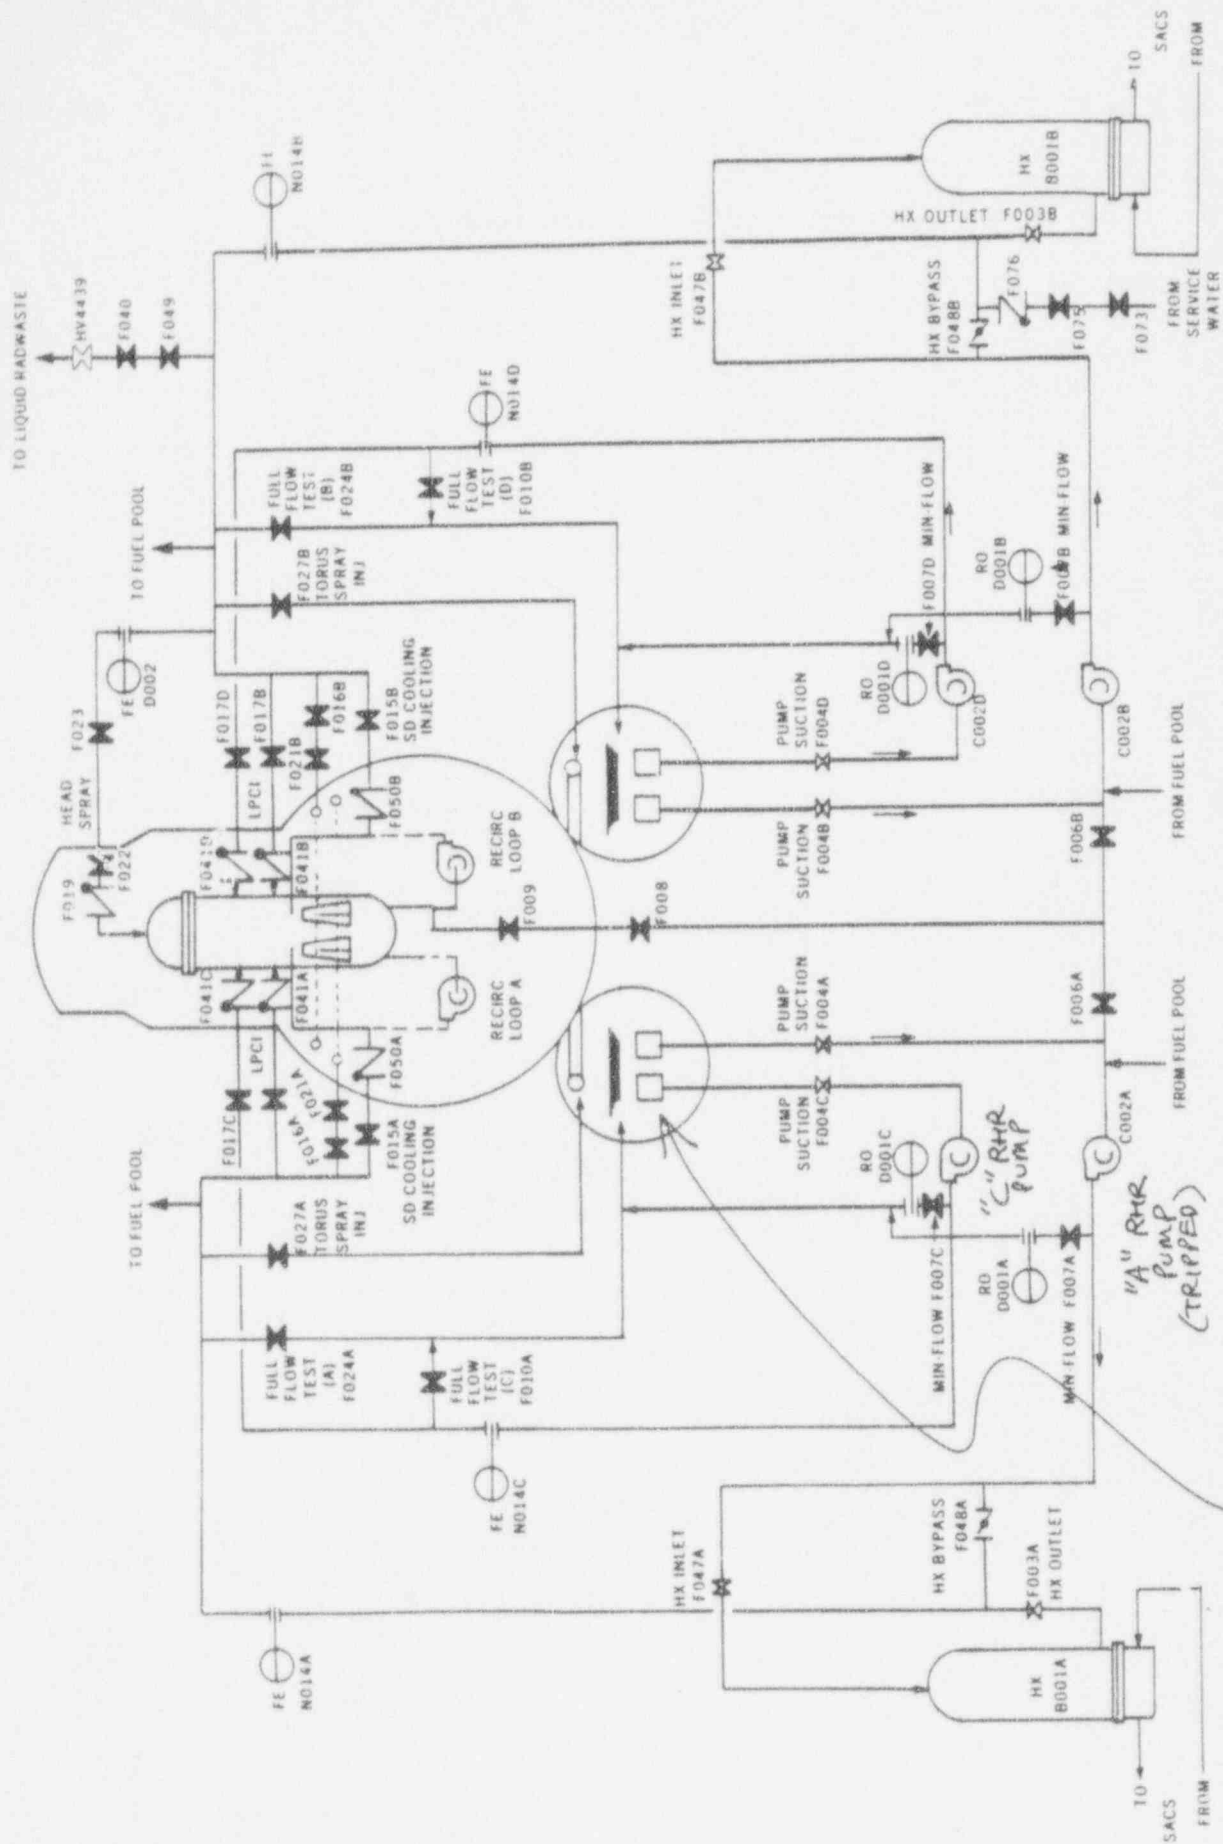 TO LIQUID RADWASTE
HV4439
F040
F049
FE
N014B
TO FUEL POOL
FE
D002
F023
HEAD
SPRAY
F019
F022
F017D
LPCI
F017B
F041D
F041B
F021B
F016B
F015B
SD COOLING
INJECTION
F050B
F027B
TORUS
SPRAY
INJ
FULL
FLOW
TEST
(B)
F024B
FULL
FLOW
TEST
(D)
F010B
FE
N014D
HX INLET
F047B
HX BYPASS
F048B
HX OUTLET F003B
F076
F075
F073
FROM
SERVICE
WATER
HX
B001B
TO
SACS
FROM
RECIRC
LOOP B
RECIRC
LOOP A
F009
F008
PUMP
SUCTION
F004D
PUMP
SUCTION
F004B
RO
D001D
F007D MIN-FLOW
RO
D001B
F007B MIN-FLOW
C002D
C002B
F006B
FROM FUEL POOL
F041C
F041A
F017C
LPCI
F016A
F021A
F050A
F015A
SD COOLING
INJECTION
TO FUEL POOL
F027A
TORUS
SPRAY
INJ
FULL
FLOW
TEST
(A)
F024A
FULL
FLOW
TEST
(C)
F010A
FE
N014C
FE
N014A
PUMP
SUCTION
F004A
PUMP
SUCTION
F004C
F006A
FROM FUEL POOL
C002A
RO
D001C
"C" RHR
PUMP
RO
D001A
MIN-FLOW F007C
MIN-FLOW F007A
"A" RHR
PUMP
(TRIPPED)
HX INLET
F047A
HX BYPASS
F048A
F003A
HX OUTLET
HX
B001A
TO
SACS
FROM